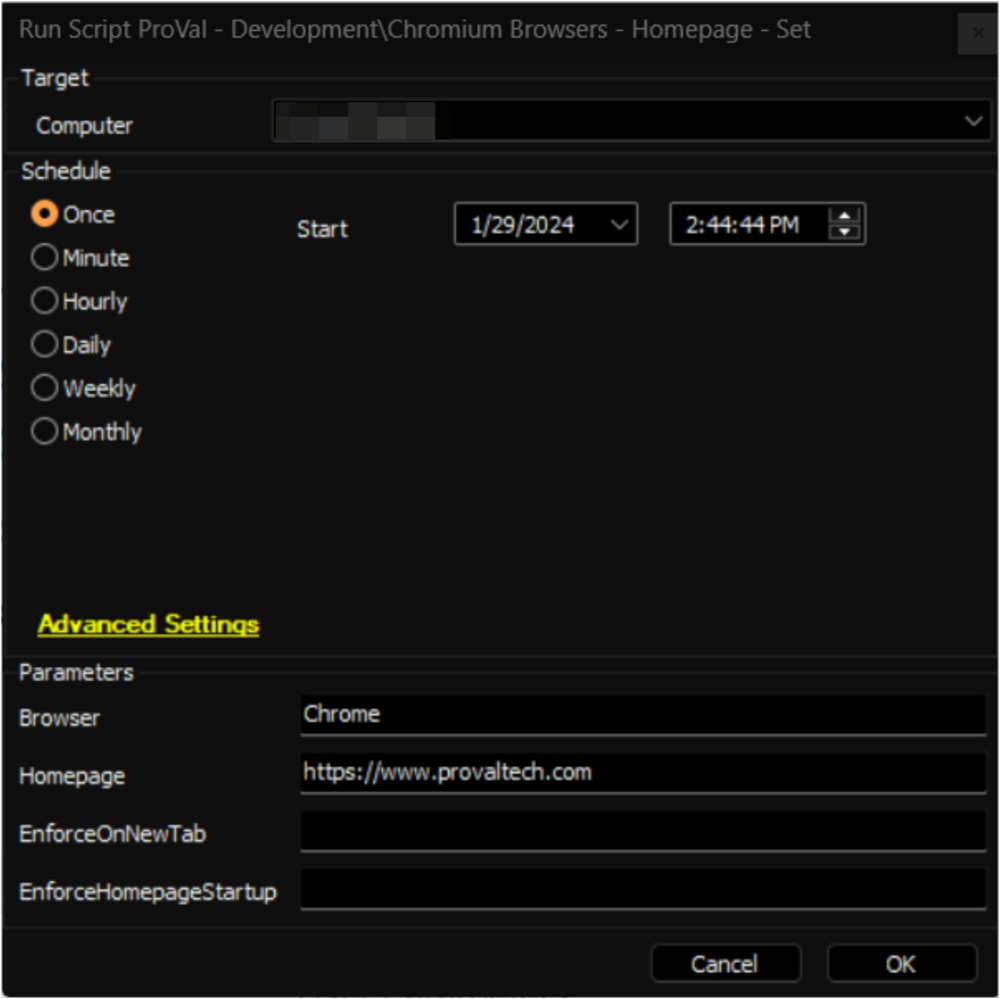 Run Script ProVal - Development\Chromium Browsers - Homepage - Set
Target
Computer
Schedule
Once
Start
1/29/2024
2:44:44 PM
Minute
Hourly
Daily
Weekly
Monthly
Advanced Settings
Parameters
Browser
Chrome
Homepage
https://www.provaltech.com
EnforceOnNewTab
EnforceHomepageStartup
Cancel
OK